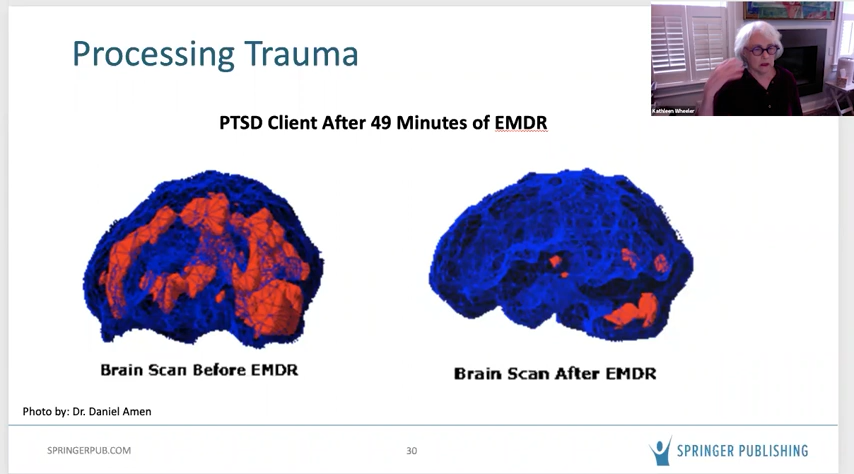 Processing Trauma
Kathleen Wheeler
PTSD Client After 49 Minutes of EMDR
Brain Scan Before EMDR
Brain Scan After EMDR
Photo by: Dr. Daniel Amen
SPRINGERPUB.COM
30
SPRINGER PUBLISHING